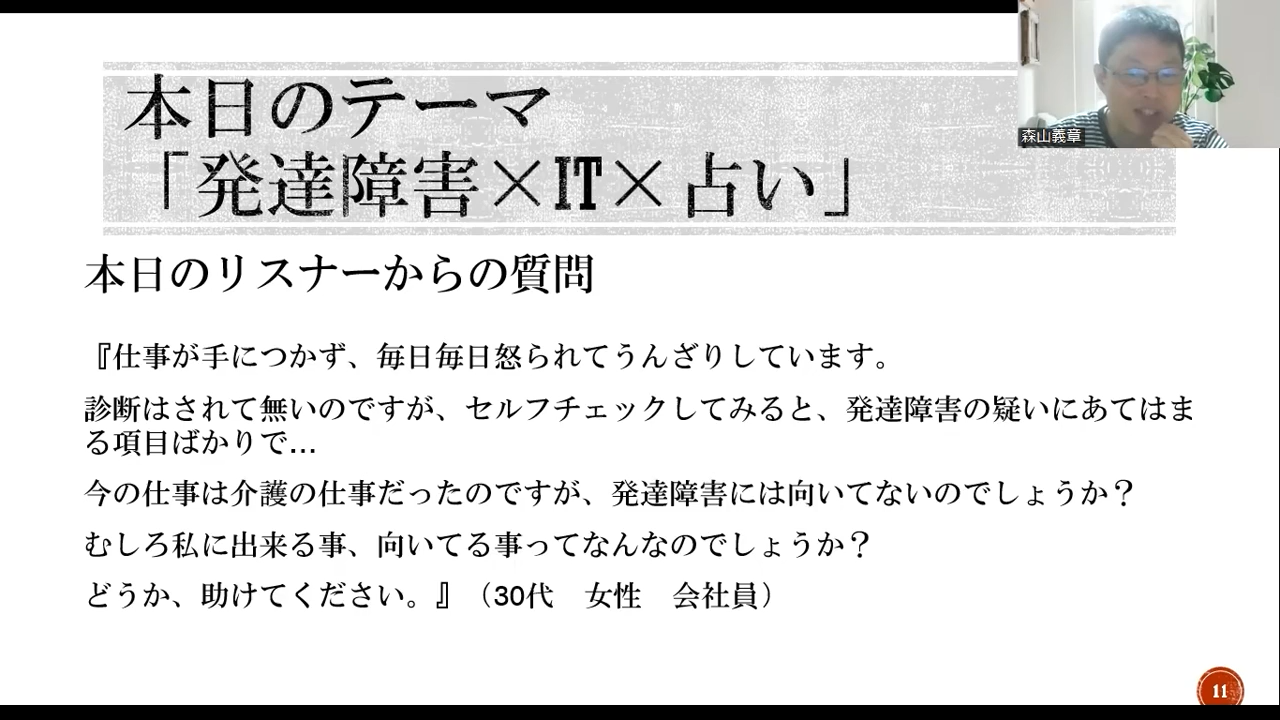 本日のテーマ
「発達障害×IT×占い」
森山義章
本日のリスナーからの質問
『仕事が手につかず、毎日毎日怒られてうんざりしています。
診断はされて無いのですが、セルフチェックしてみると、発達障害の疑いにあてはま
る項目ばかりで…
今の仕事は介護の仕事だったのですが、発達障害には向いてないのでしょうか？
むしろ私に出来る事、向いてる事ってなんなのでしょうか？
どうか、助けてください。』（30代　女性　会社員）
11